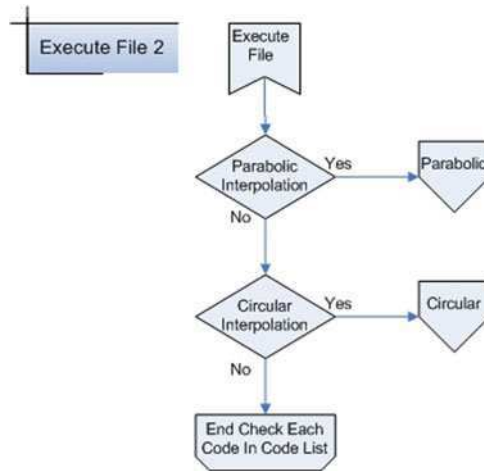 Execute File 2
Execute
File
Parabolic
Interpolation
Yes
Parabolic
No
Circular
Interpolation
Yes
Circular
No
End Check Each
Code In Code List